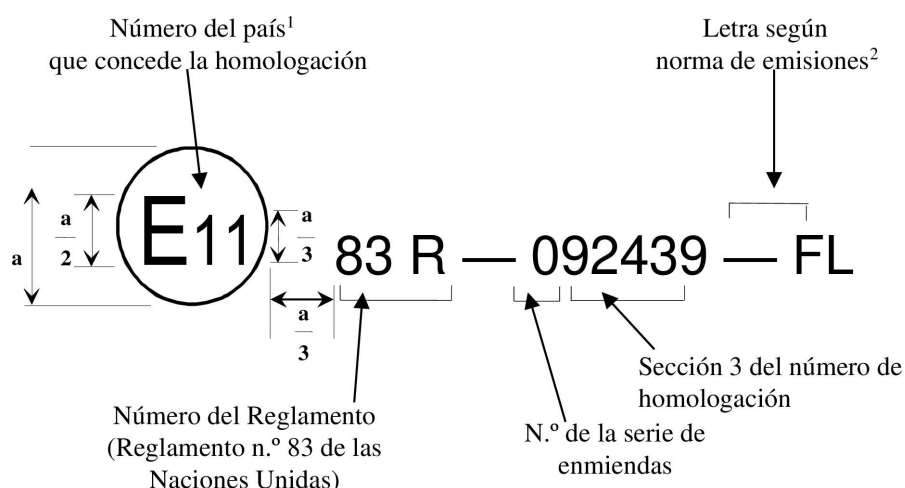 Número del país1
que concede la homologación
Letra según
norma de emisiones2
a
a
2
E11
a
3
83 R — 092439 — FL
a
3
Sección 3 del número de
homologación
Número del Reglamento
(Reglamento n.º 83 de las
Naciones Unidas)
N.º de la serie de
enmiendas